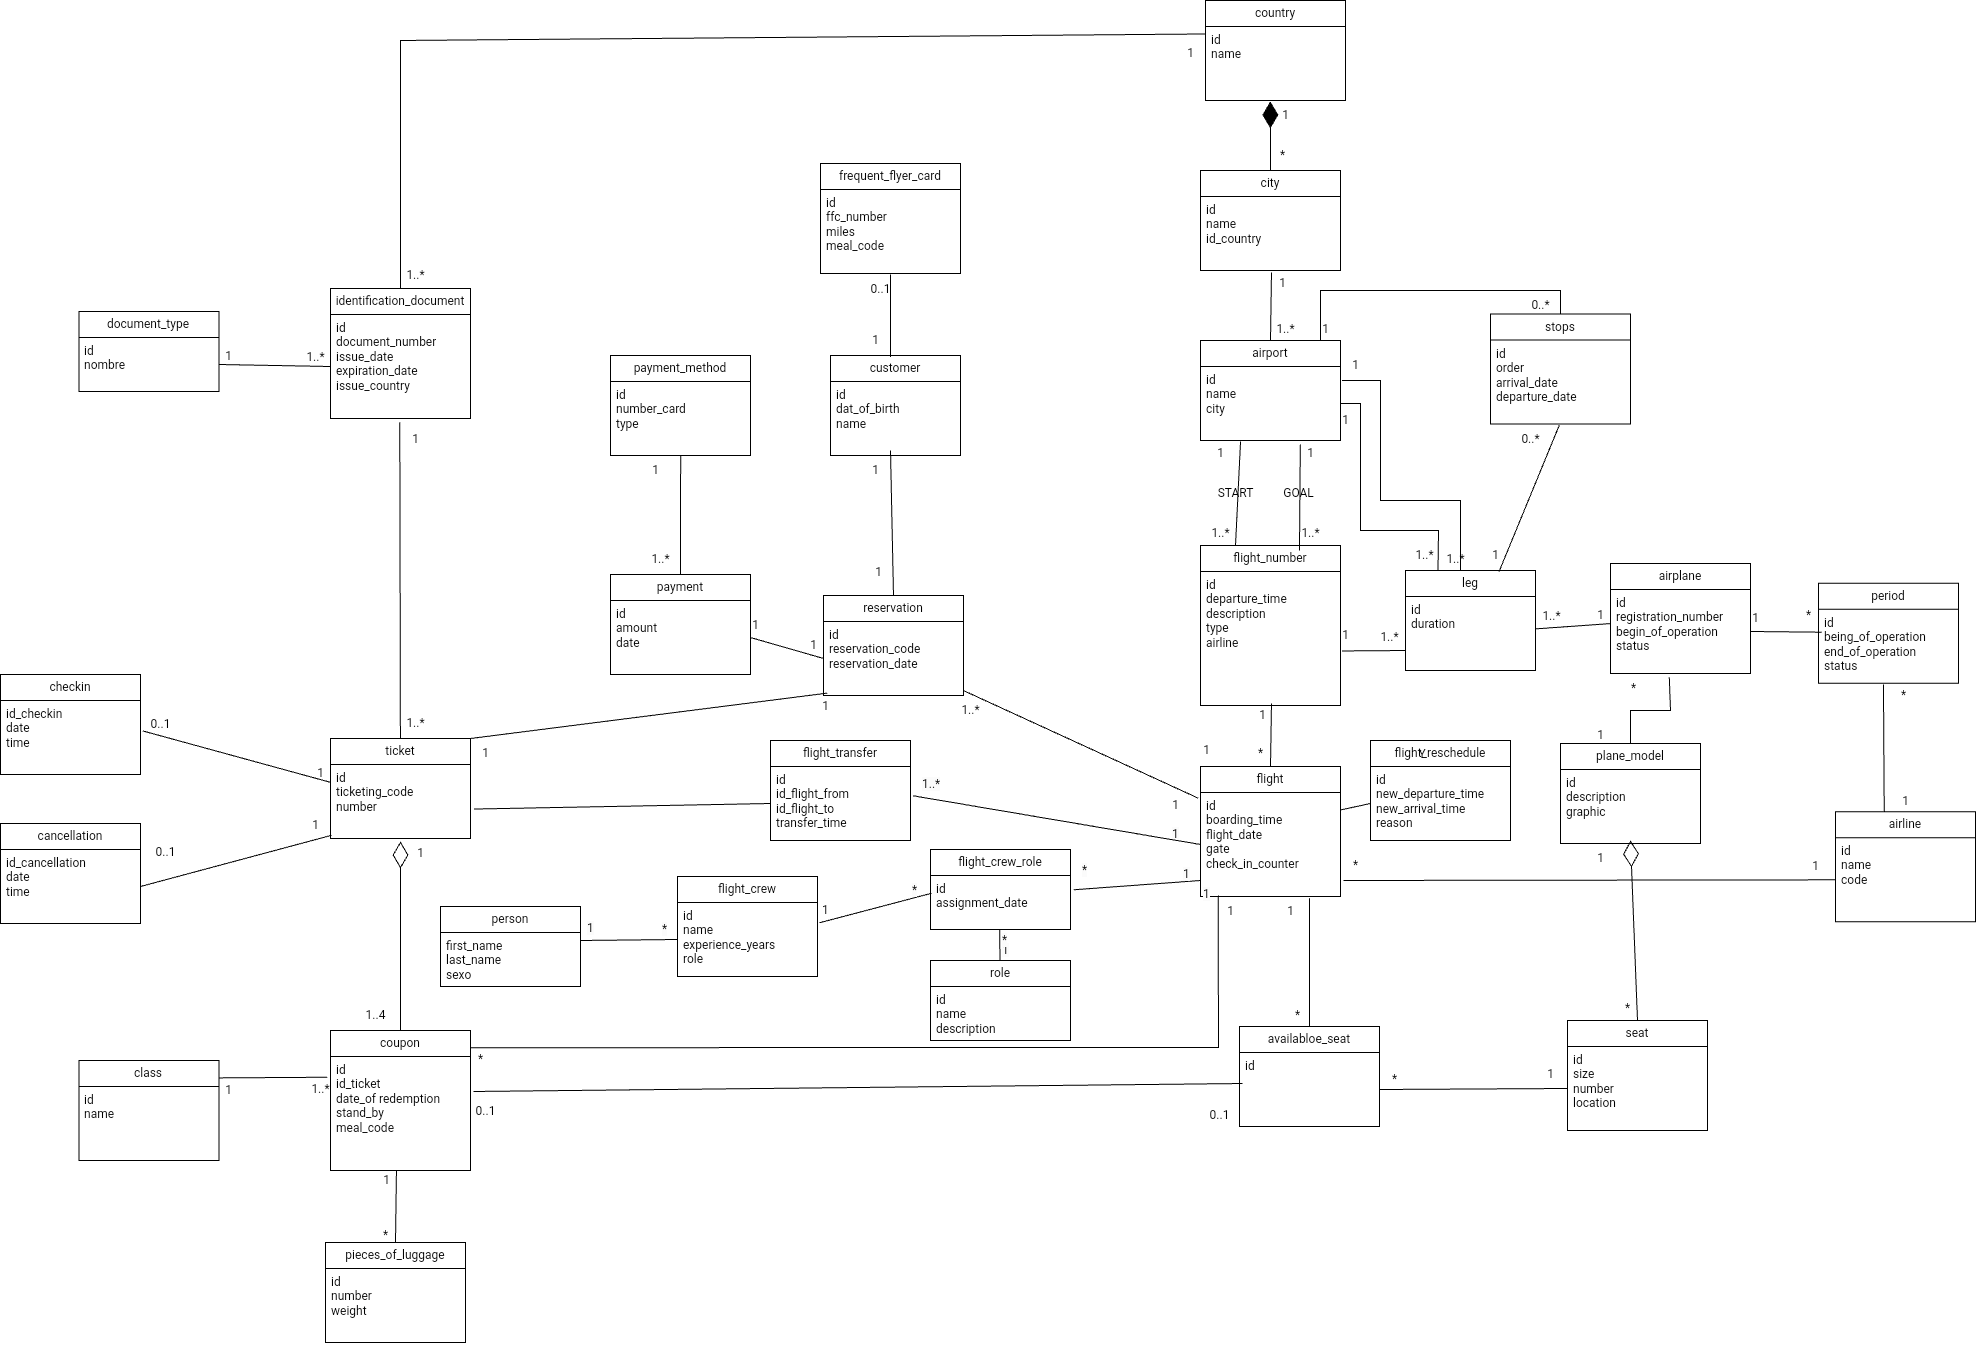 country
id
name
1
1..*
1
*
city
id
name
id_country
frequent_flyer_card
id
ffc_number
miles
meal_code
0..1
1
1
1..*
identification_document
id
document_number
issue_date
expiration_date
issue_country
document_type
id
nombre
1
1..*
1
1..*
payment_method
id
number_card
type
1
1..*
customer
id
dat_of_birth
name
1
1
airport
id
name
city
1
0..*
stops
id
order
arrival_date
departure_date
0..*
1
1
1
1
1
START
GOAL
1..*
1..*
1..*
1..*
flight_number
id
departure_time
description
type
airline
1
1..*
leg
id
duration
1..*
1
airplane
id
registration_number
begin_of_operation
status
1
*
period
id
being_of_operation
end_of_operation
status
*
1
payment
id
amount
date
1
1
reservation
id
reservation_code
reservation_date
1
1..*
1
*
1
*
1
checkin
id_checkin
date
time
0..1
1
ticket
id
ticketing_code
number
1
1
cancellation
id_cancellation
date
time
0..1
1
flight_transfer
id
id_flight_from
id_flight_to
transfer_time
1..*
1
1
flight
id
boarding_time
flight_date
gate
check_in_counter
flight_reschedule
id
new_departure_time
new_arrival_time
reason
plane_model
id
description
graphic
1
*
airline
id
name
code
1
*
flight_crew_role
id
assignment_date
*
1
1
1
1
flight_crew
id
name
experience_years
role
1
*
person
first_name
last_name
sexo
1
*
*
role
id
name
description
1..4
coupon
id
id_ticket
date_of redemption
stand_by
meal_code
*
0..1
class
id
name
1
1..*
*
availabloe_seat
id
0..1
*
1
*
seat
id
size
number
location
1
*
pieces_of_luggage
id
number
weight